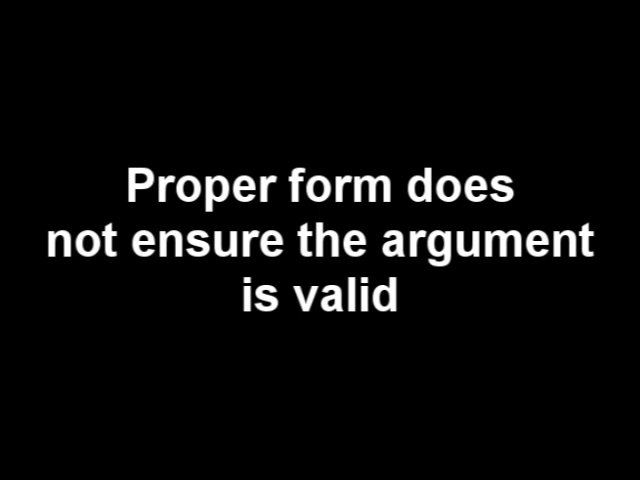 Proper form does
not ensure the argument
is valid